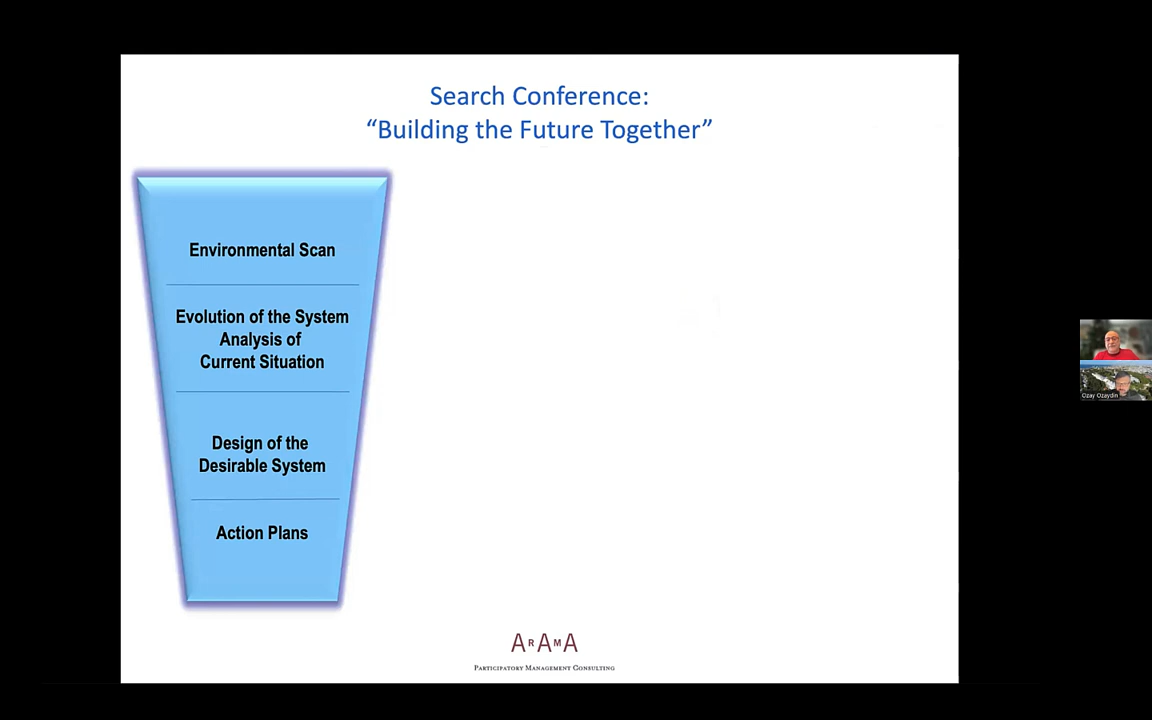 Search Conference:
“Building the Future Together”
Environmental Scan
Evolution of the System
Analysis of
Current Situation
Design of the
Desirable System
Action Plans
ARAMA
Participatory Management Consulting
Ozay Ozaydin